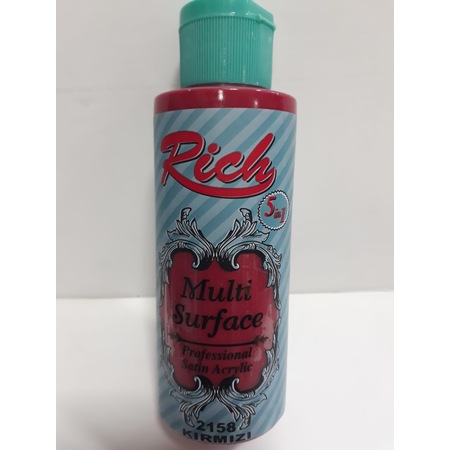 Rich
5 in 1
Multi
Surface
Professional
Satin Acrylic
2158
KIRMIZI